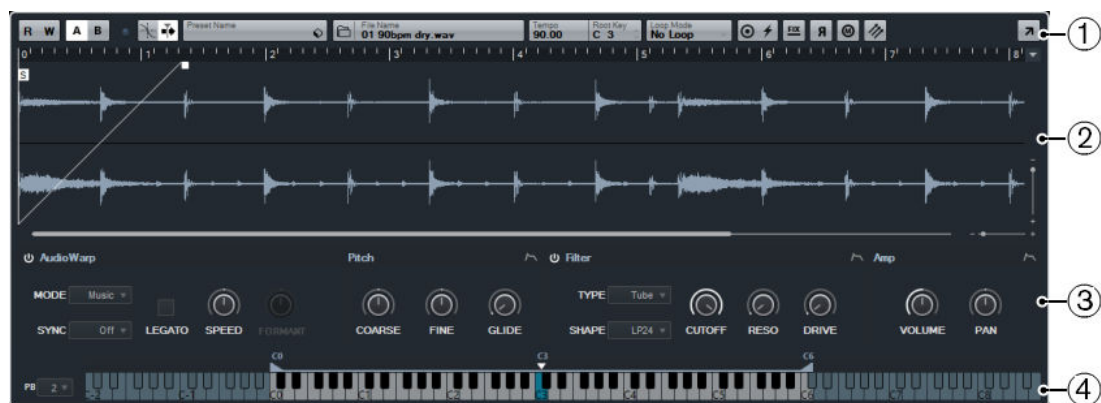 R W A B Preset Name File Name Tempo Root Key Loop Mode
01 90bpm dry.wav 90.00 C 3 No Loop FIX R M 1
0 1 2 3 4 5 6 7 8
S
2
AudioWarp Pitch Filter Amp
MODE Music TYPE Tube 3
SYNC Off LEGATO SPEED FORMANT COARSE FINE GLIDE SHAPE LP24 CUTOFF RESO DRIVE VOLUME PAN
C0 C3 C6
PB 2 C-2 C-1 C0 C1 C2 C3 C4 C5 C6 C7 C8 4